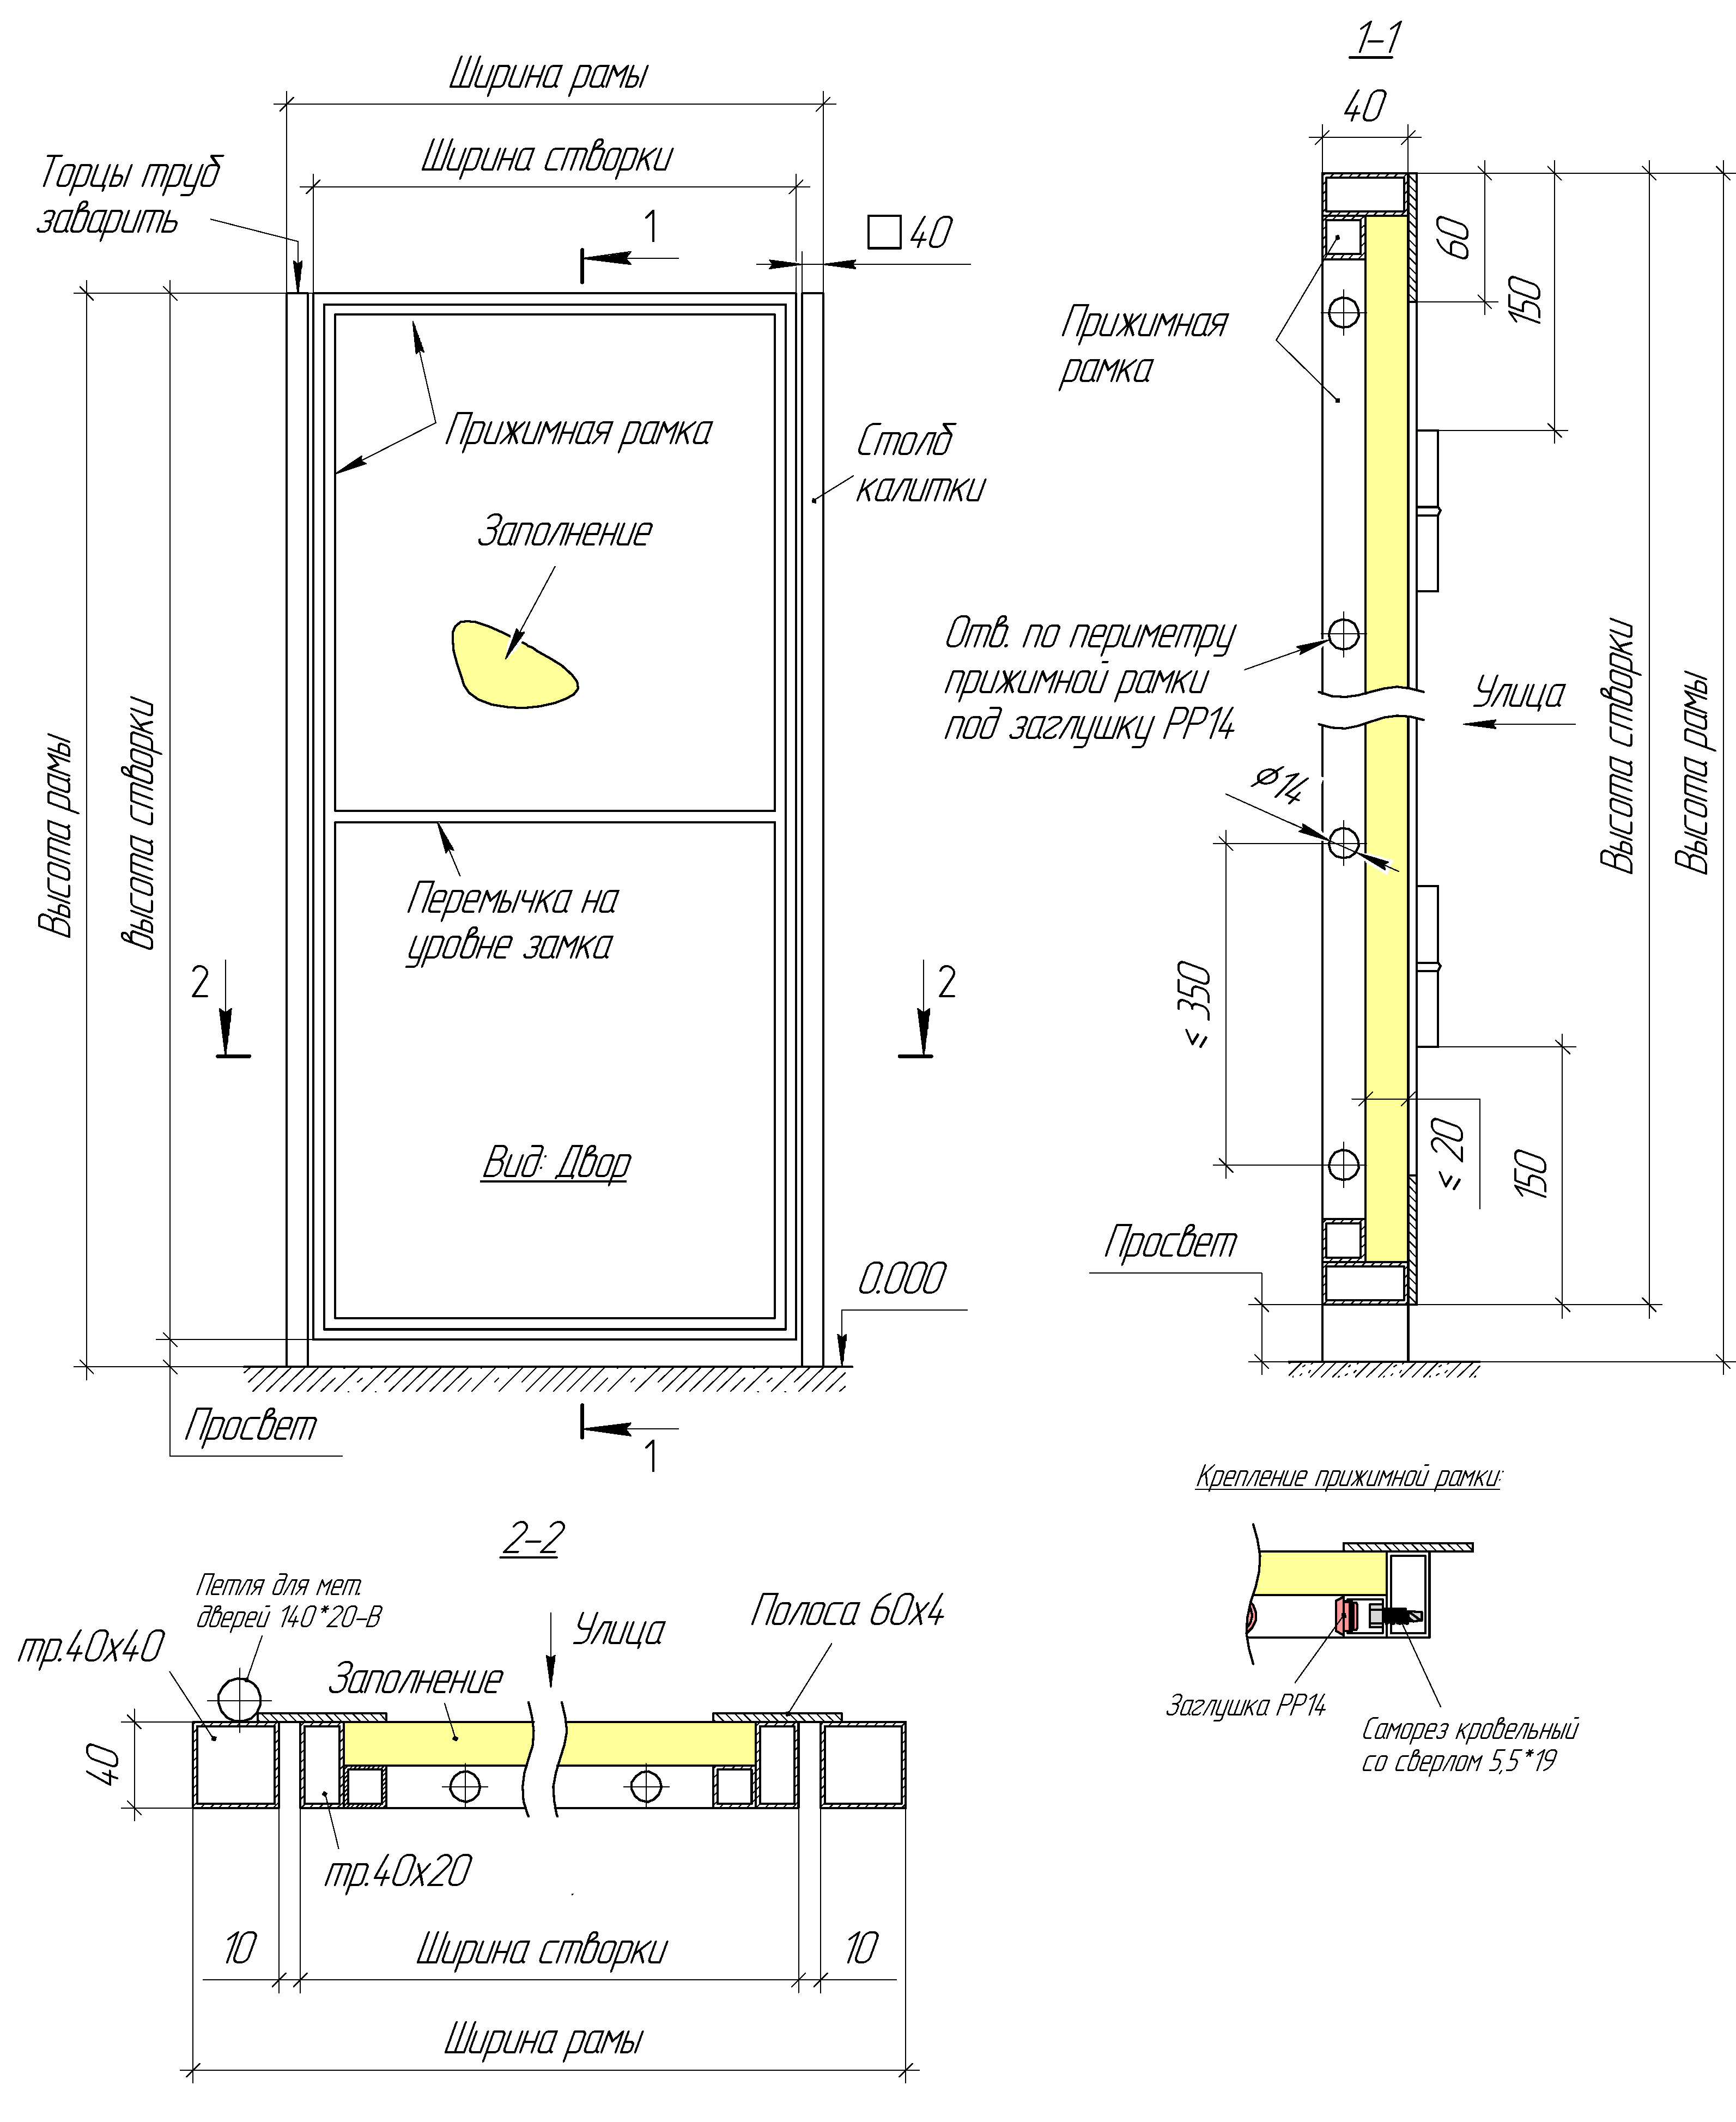 Ширина рамы
Ширина створки
Торцы труб
заварить
1
□ 40
Прижимная рамка
Столб
калитки
Заполнение
Высота рамы
высота створки
Перемычка на
уровне замка
2
2
Вид: Двор
0.000
Просвет
1
1-1
40
60
150
Прижимная
рамка
Отв. по периметру
прижимной рамки
под заглушку РР14
Улица
Высота створки
Высота рамы
⌀14
≤ 350
≤ 20
150
Просвет
2-2
Петля для мет.
дверей 140*20-В
тр.40х40
Заполнение
Улица
Полоса 60х4
40
тр.40х20
10
Ширина створки
10
Ширина рамы
Крепление прижимной рамки:
Заглушка РР14
Саморез кровельный
со сверлом 5,5*19